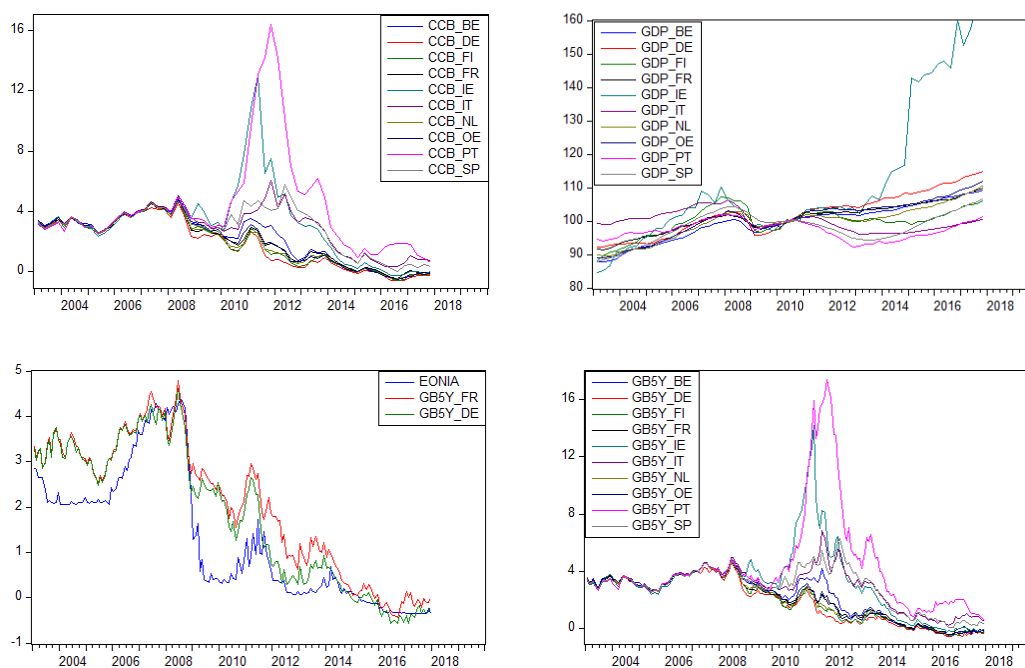 16
12
8
4
0
CCB_BE
CCB_DE
CCB_FI
CCB_FR
CCB_IE
CCB_IT
CCB_NL
CCB_OE
CCB_PT
CCB_SP
2004 2006 2008 2010 2012 2014 2016 2018
160
150
140
130
120
110
100
90
80
GDP_BE
GDP_DE
GDP_FI
GDP_FR
GDP_IE
GDP_IT
GDP_NL
GDP_OE
GDP_PT
GDP_SP
2004 2006 2008 2010 2012 2014 2016 2018
5
4
3
2
1
0
-1
EONIA
GB5Y_FR
GB5Y_DE
2004 2006 2008 2010 2012 2014 2016 2018
16
12
8
4
0
GB5Y_BE
GB5Y_DE
GB5Y_FI
GB5Y_FR
GB5Y_IE
GB5Y_IT
GB5Y_NL
GB5Y_OE
GB5Y_PT
GB5Y_SP
2004 2006 2008 2010 2012 2014 2016 2018